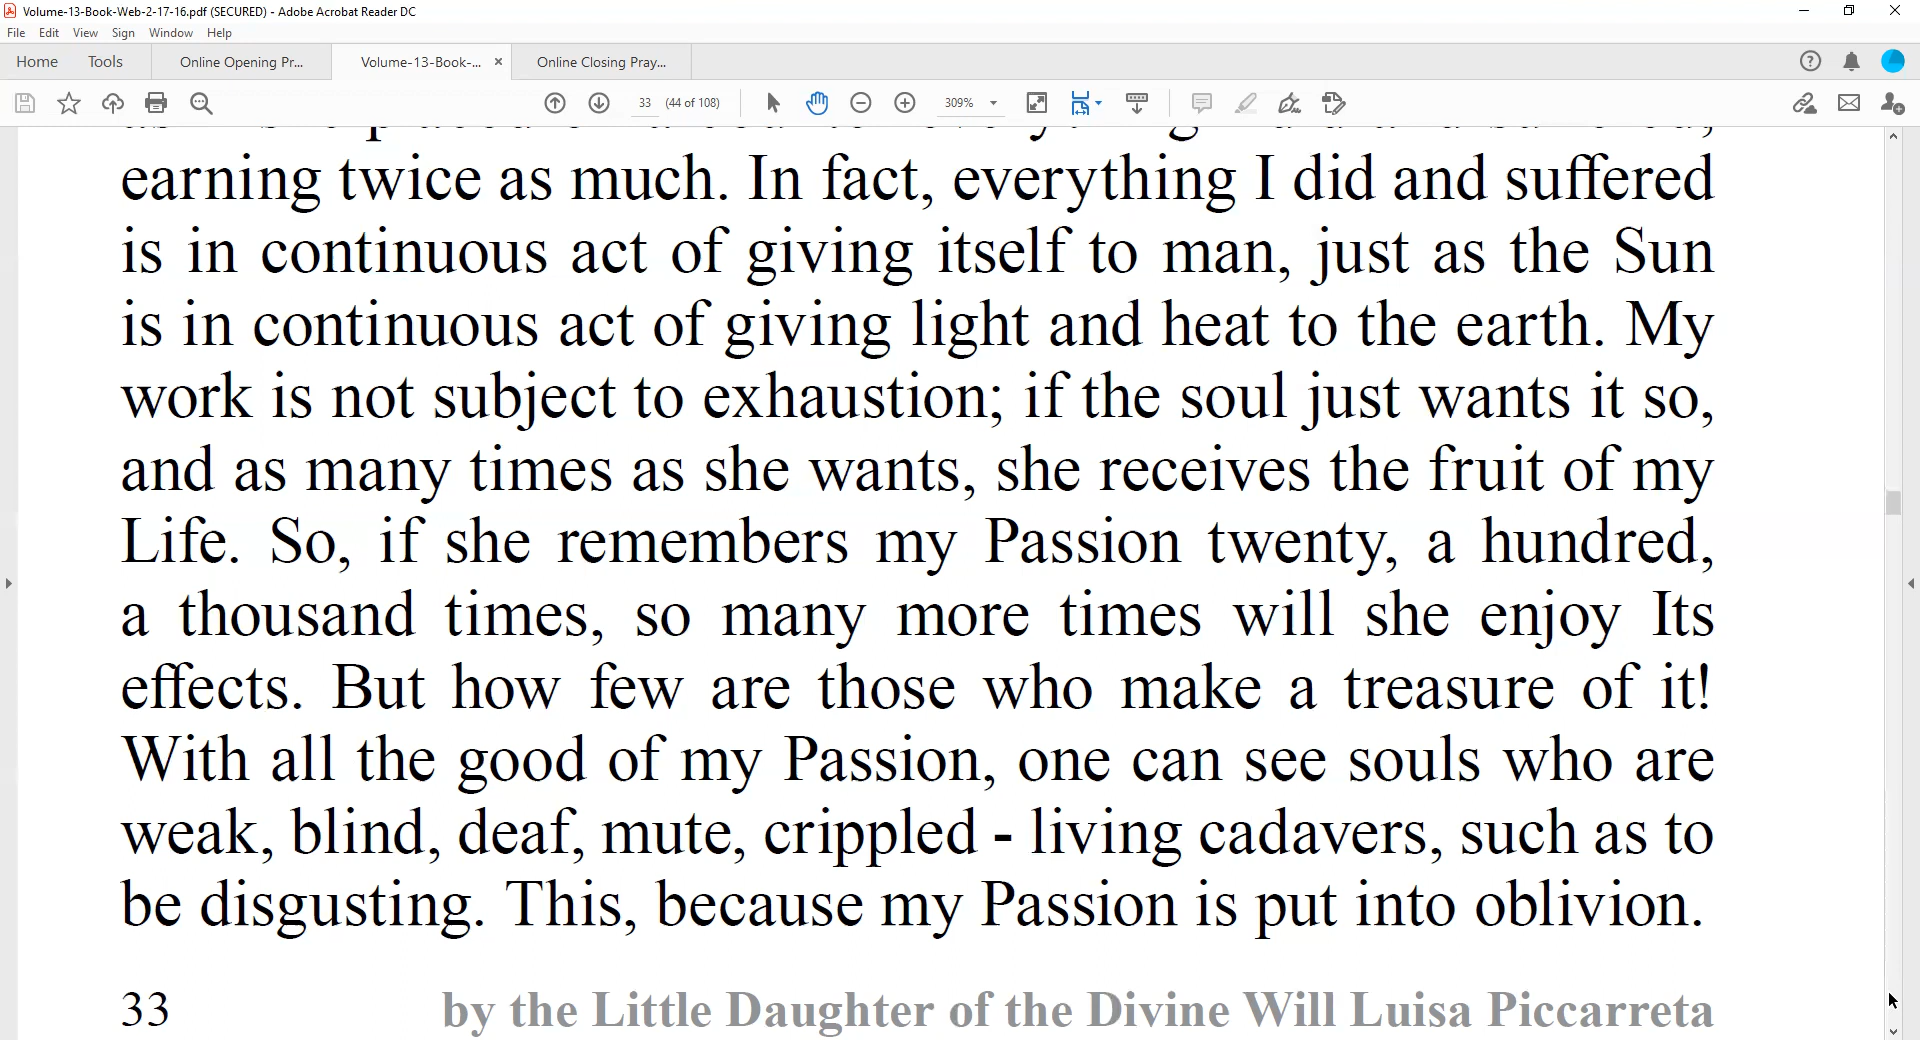 Volume-13-Book-Web-2-17-16.pdf (SECURED) - Adobe Acrobat Reader DC
File Edit View Sign Window Help
Home Tools Online Opening Pr... Volume-13-Book-... × Online Closing Pray...
33 (44 of 108) 309%
earning twice as much. In fact, everything I did and suffered
is in continuous act of giving itself to man, just as the Sun
is in continuous act of giving light and heat to the earth. My
work is not subject to exhaustion; if the soul just wants it so,
and as many times as she wants, she receives the fruit of my
Life. So, if she remembers my Passion twenty, a hundred,
a thousand times, so many more times will she enjoy Its
effects. But how few are those who make a treasure of it!
With all the good of my Passion, one can see souls who are
weak, blind, deaf, mute, crippled - living cadavers, such as to
be disgusting. This, because my Passion is put into oblivion.
33 by the Little Daughter of the Divine Will Luisa Piccarreta